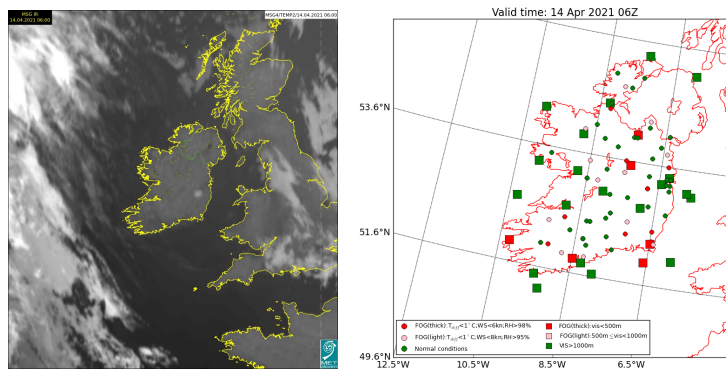 MSG IR
14.04.2021 06:00
MSG4/TEMP2/14.04.2021 06:00
MET
Valid time: 14 Apr 2021 06Z
53.6°N
51.6°N
49.6°N
12.5°W
10.5°W
8.5°W
6.5°W
FOG(thick):T_dd<1°C;WS<6kn;RH>98%
FOG(light):T_dd<1°C;WS<8kn;RH>95%
Normal conditions
FOG(thick):vis<500m
FOG(light):500m≤vis<1000m
VIS>1000m